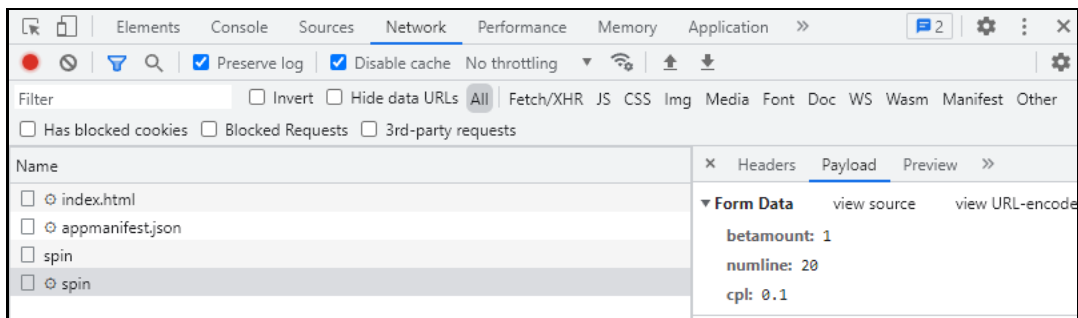 Elements Console Sources Network Performance Memory Application 2
Preserve log Disable cache No throttling
Filter Invert Hide data URLs All Fetch/XHR JS CSS Img Media Font Doc WS Wasm Manifest Other
Has blocked cookies Blocked Requests 3rd-party requests
Name
index.html
appmanifest.json
spin
spin
Headers Payload Preview
Form Data view source view URL-encode
betamount: 1
numline: 20
cpl: 0.1